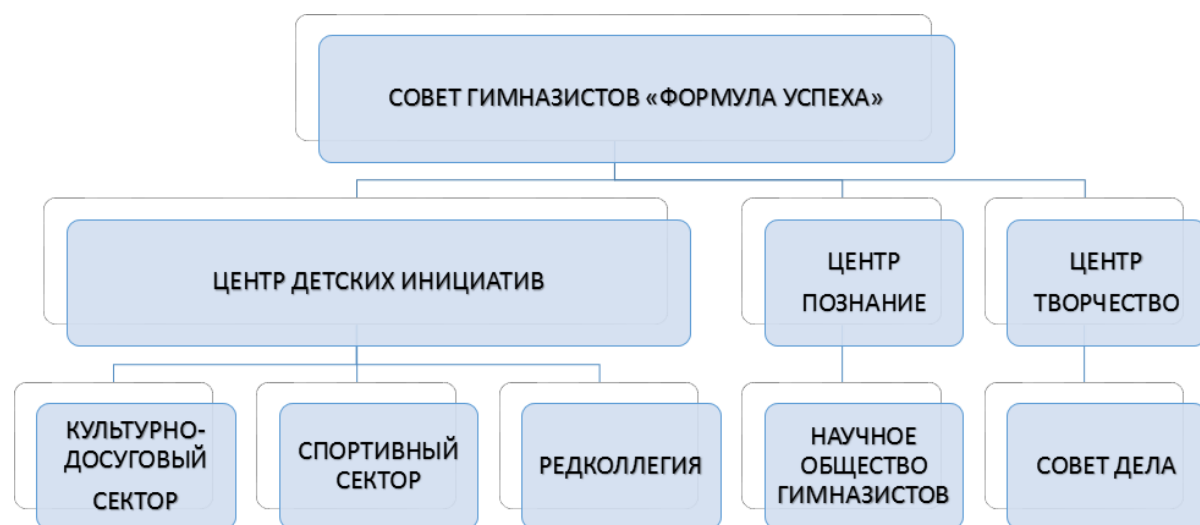 СОВЕТ ГИМНАЗИСТОВ «ФОРМУЛА УСПЕХА»
ЦЕНТР ДЕТСКИХ ИНИЦИАТИВ
ЦЕНТР
ПОЗНАНИЕ
ЦЕНТР
ТВОРЧЕСТВО
КУЛЬТУРНО-
ДОСУГОВЫЙ
СЕКТОР
СПОРТИВНЫЙ
СЕКТОР
РЕДКОЛЛЕГИЯ
НАУЧНОЕ
ОБЩЕСТВО
ГИМНАЗИСТОВ
СОВЕТ ДЕЛА